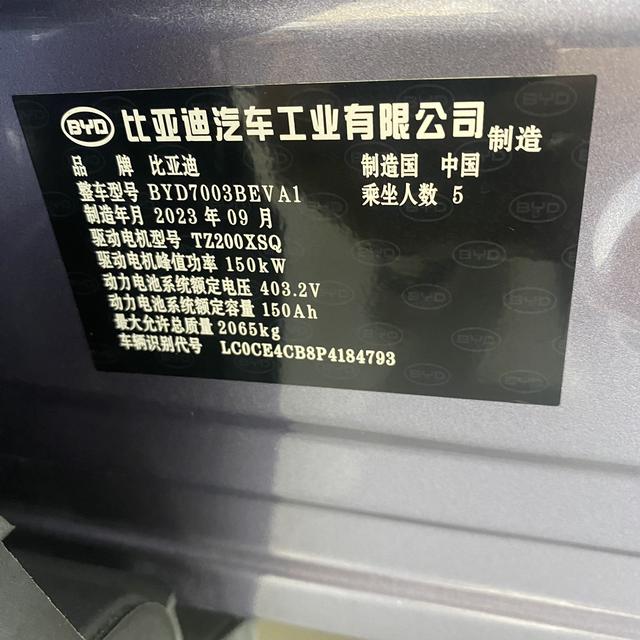 BYD 比亚迪汽车工业有限公司 制造
品 牌 比亚迪 制造国 中国
整车型号 BYD7003BEVA1 乘坐人数 5
制造年月 2023 年 09 月
驱动电机型号 TZ200XSQ
驱动电机峰值功率 150kW
动力电池系统额定电压 403.2V
动力电池系统额定容量 150Ah
最大允许总质量 2065kg
车辆识别代号 LC0CE4CB8P4184793